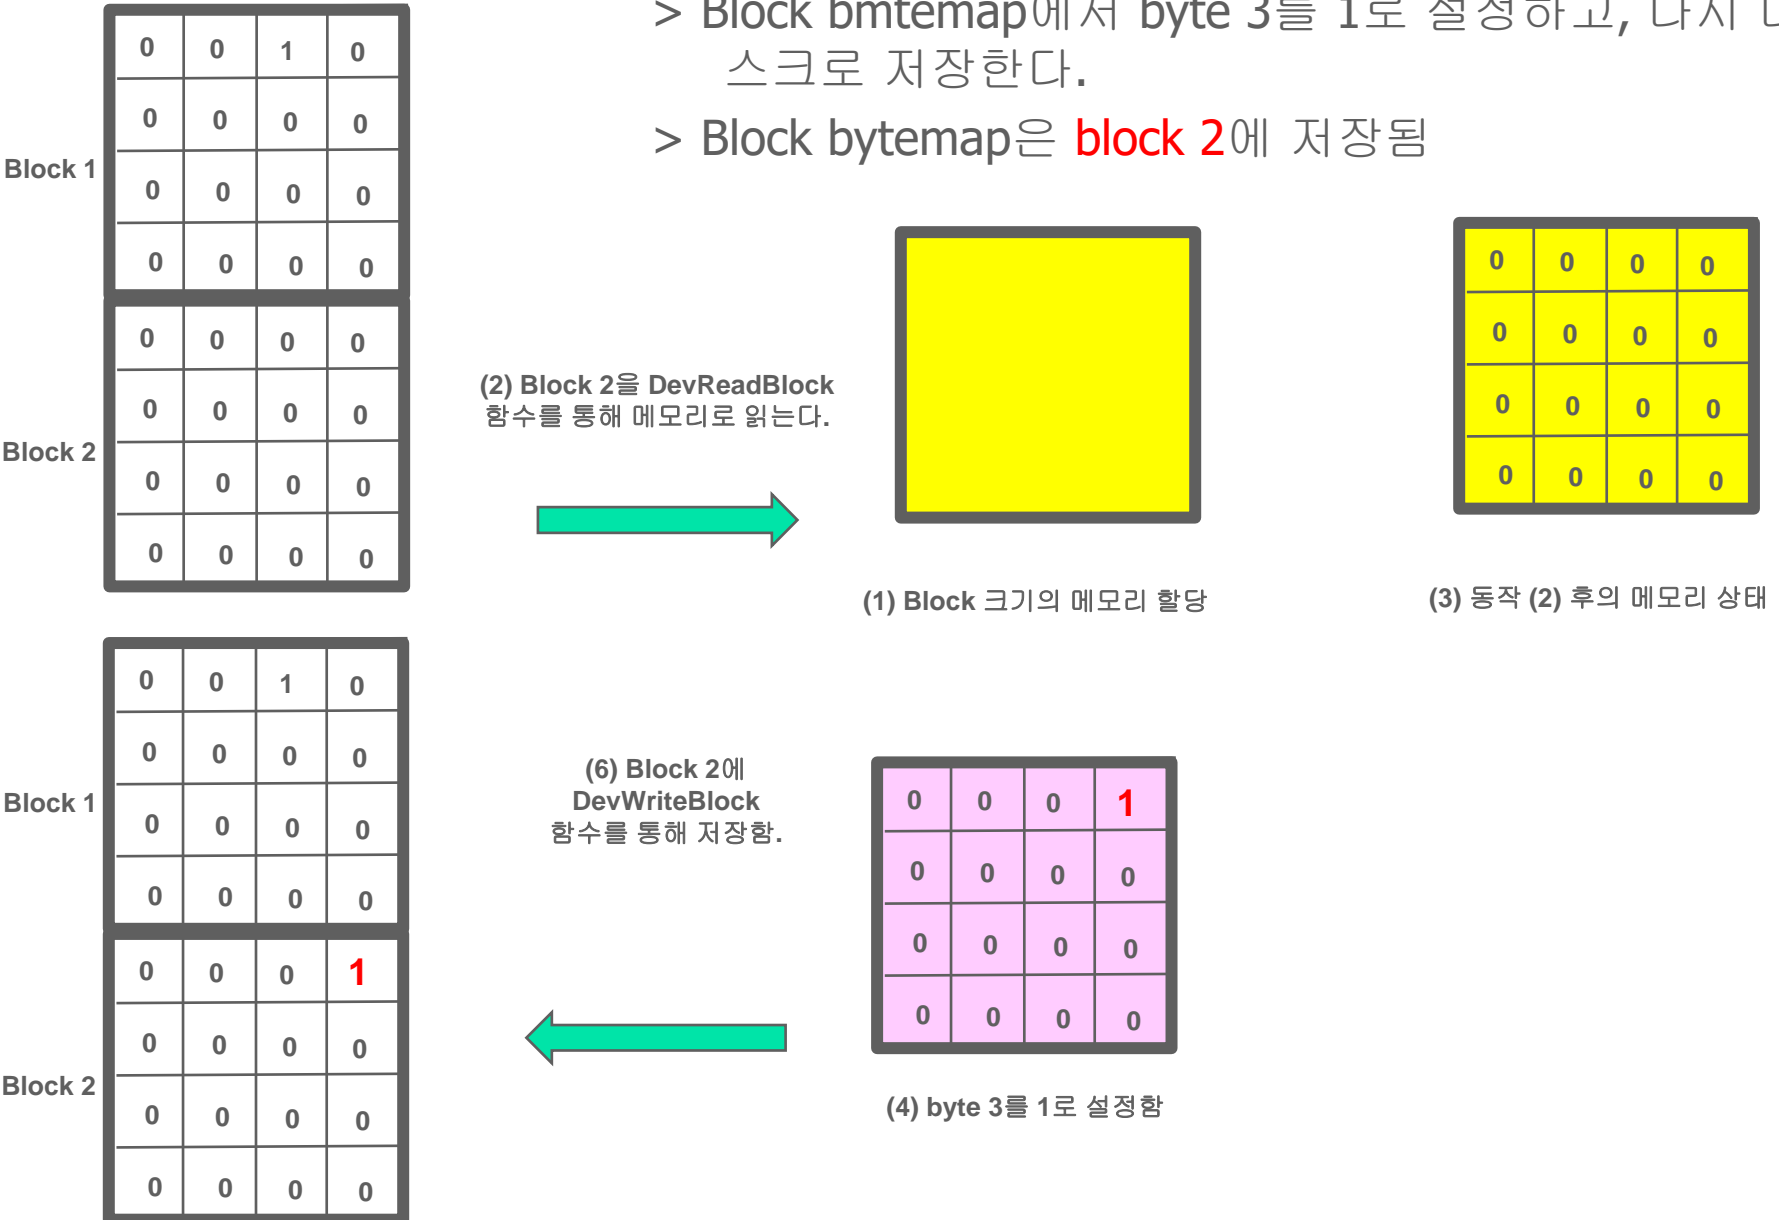 > Block bmtemap에서 byte 3를 1로 설정하고, 다시 디
스크로 저장한다.
> Block bytemap은 block 2에 저장됨
Block 1
0 0 1 0
0 0 0 0
0 0 0 0
0 0 0 0
Block 2
0 0 0 0
0 0 0 0
0 0 0 0
0 0 0 0
(2) Block 2을 DevReadBlock
함수를 통해 메모리로 읽는다.
(1) Block 크기의 메모리 할당
0 0 0 0
0 0 0 0
0 0 0 0
0 0 0 0
(3) 동작 (2) 후의 메모리 상태
Block 1
0 0 1 0
0 0 0 0
0 0 0 0
0 0 0 0
Block 2
0 0 0 1
0 0 0 0
0 0 0 0
0 0 0 0
(6) Block 2에
DevWriteBlock
함수를 통해 저장함.
0 0 0 1
0 0 0 0
0 0 0 0
0 0 0 0
(4) byte 3를 1로 설정함